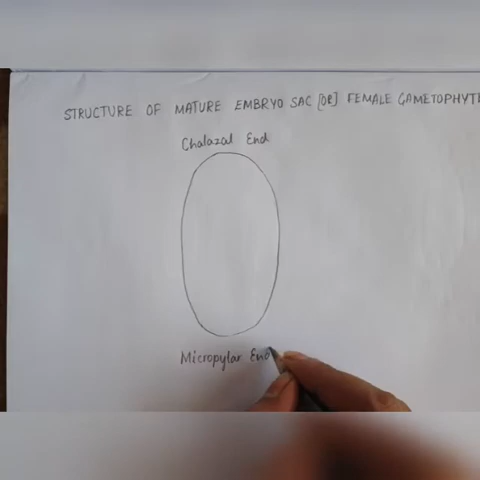 STRUCTURE OF MATURE EMBRYO SAC [OR] FEMALE GAMETOPHYTE
Chalazal End
Micropylar End